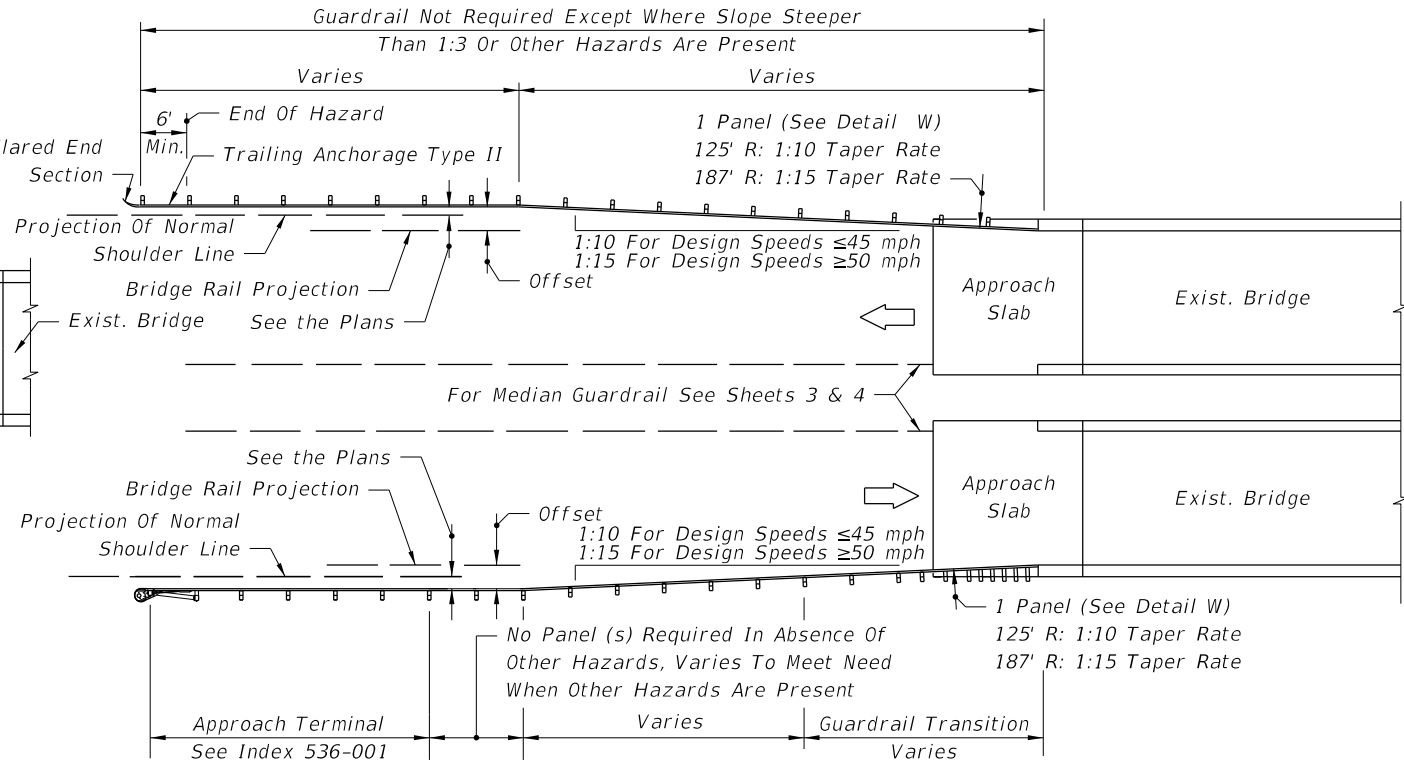 Guardrail Not Required Except Where Slope Steeper
Than 1:3 Or Other Hazards Are Present
Varies
Varies
6'
Min.
End Of Hazard
lared End
Section
Trailing Anchorage Type II
1 Panel (See Detail W)
125' R: 1:10 Taper Rate
187' R: 1:15 Taper Rate
Projection Of Normal
Shoulder Line
1:10 For Design Speeds ≤45 mph
1:15 For Design Speeds ≥50 mph
Bridge Rail Projection
Offset
Exist. Bridge
See the Plans
Approach
Slab
Exist. Bridge
For Median Guardrail See Sheets 3 & 4
See the Plans
Bridge Rail Projection
Projection Of Normal
Shoulder Line
Offset
1:10 For Design Speeds ≤45 mph
1:15 For Design Speeds ≥50 mph
Approach
Slab
Exist. Bridge
1 Panel (See Detail W)
125' R: 1:10 Taper Rate
187' R: 1:15 Taper Rate
No Panel (s) Required In Absence Of
Other Hazards, Varies To Meet Need
When Other Hazards Are Present
Approach Terminal
See Index 536-001
Varies
Guardrail Transition
Varies